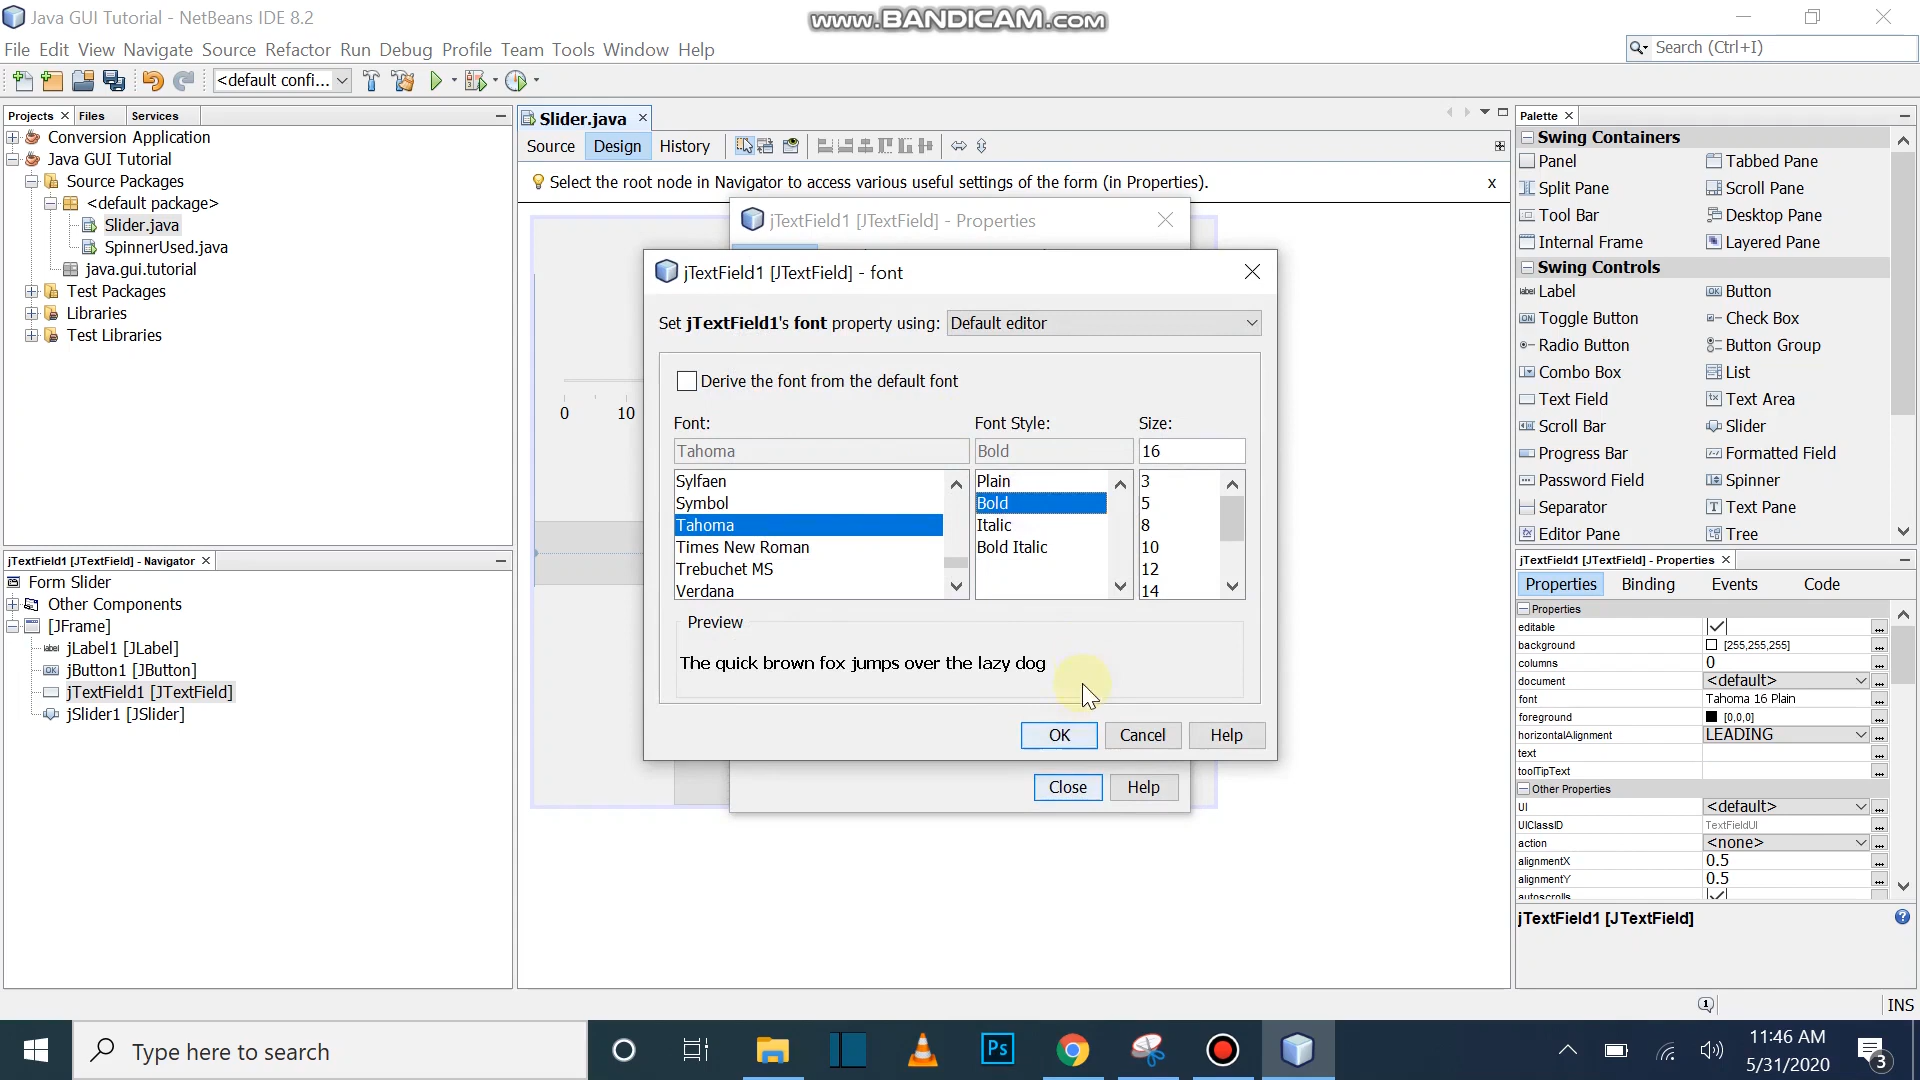 Java GUI Tutorial - NetBeans IDE 8.2
www.BANDICAM.com
File Edit View Navigate Source Refactor Run Debug Profile Team Tools Window Help
Search (Ctrl+I)
<default confi...
Projects Files Services
Conversion Application
Java GUI Tutorial
Source Packages
<default package>
Slider.java
SpinnerUsed.java
java.gui.tutorial
Test Packages
Libraries
Test Libraries
jTextField1 [JTextField] - Navigator
Form Slider
Other Components
[JFrame]
jLabel1 [JLabel]
jButton1 [JButton]
jTextField1 [JTextField]
jSlider1 [JSlider]
Slider.java
Source Design History
Select the root node in Navigator to access various useful settings of the form (in Properties).
x
0 10
jTextField1 [JTextField] - Properties
jTextField1 [JTextField] - font
Set jTextField1's font property using: Default editor
Derive the font from the default font
Font: Font Style: Size:
Tahoma Bold 16
Sylfaen Plain 3
Symbol Bold 5
Tahoma Italic 8
Times New Roman Bold Italic 10
Trebuchet MS 12
Verdana 14
Preview
The quick brown fox jumps over the lazy dog
OK Cancel Help
Close Help
Palette
Swing Containers
Panel Tabbed Pane
Split Pane Scroll Pane
Tool Bar Desktop Pane
Internal Frame Layered Pane
Swing Controls
label Label OK Button
ON Toggle Button Check Box
Radio Button Button Group
Combo Box List
Text Field Text Area
Scroll Bar Slider
Progress Bar Formatted Field
Password Field Spinner
Separator Text Pane
Editor Pane Tree
jTextField1 [JTextField] - Properties
Properties Binding Events Code
Properties
editable
background [255,255,255]
columns 0
document <default>
font Tahoma 16 Plain
foreground [0,0,0]
horizontalAlignment LEADING
text
toolTipText
Other Properties
UI <default>
UIClassID TextFieldUI
action <none>
alignmentX 0.5
alignmentY 0.5
autoscrolls
jTextField1 [JTextField]
1 INS
Type here to search
Ps
11:46 AM
5/31/2020
3